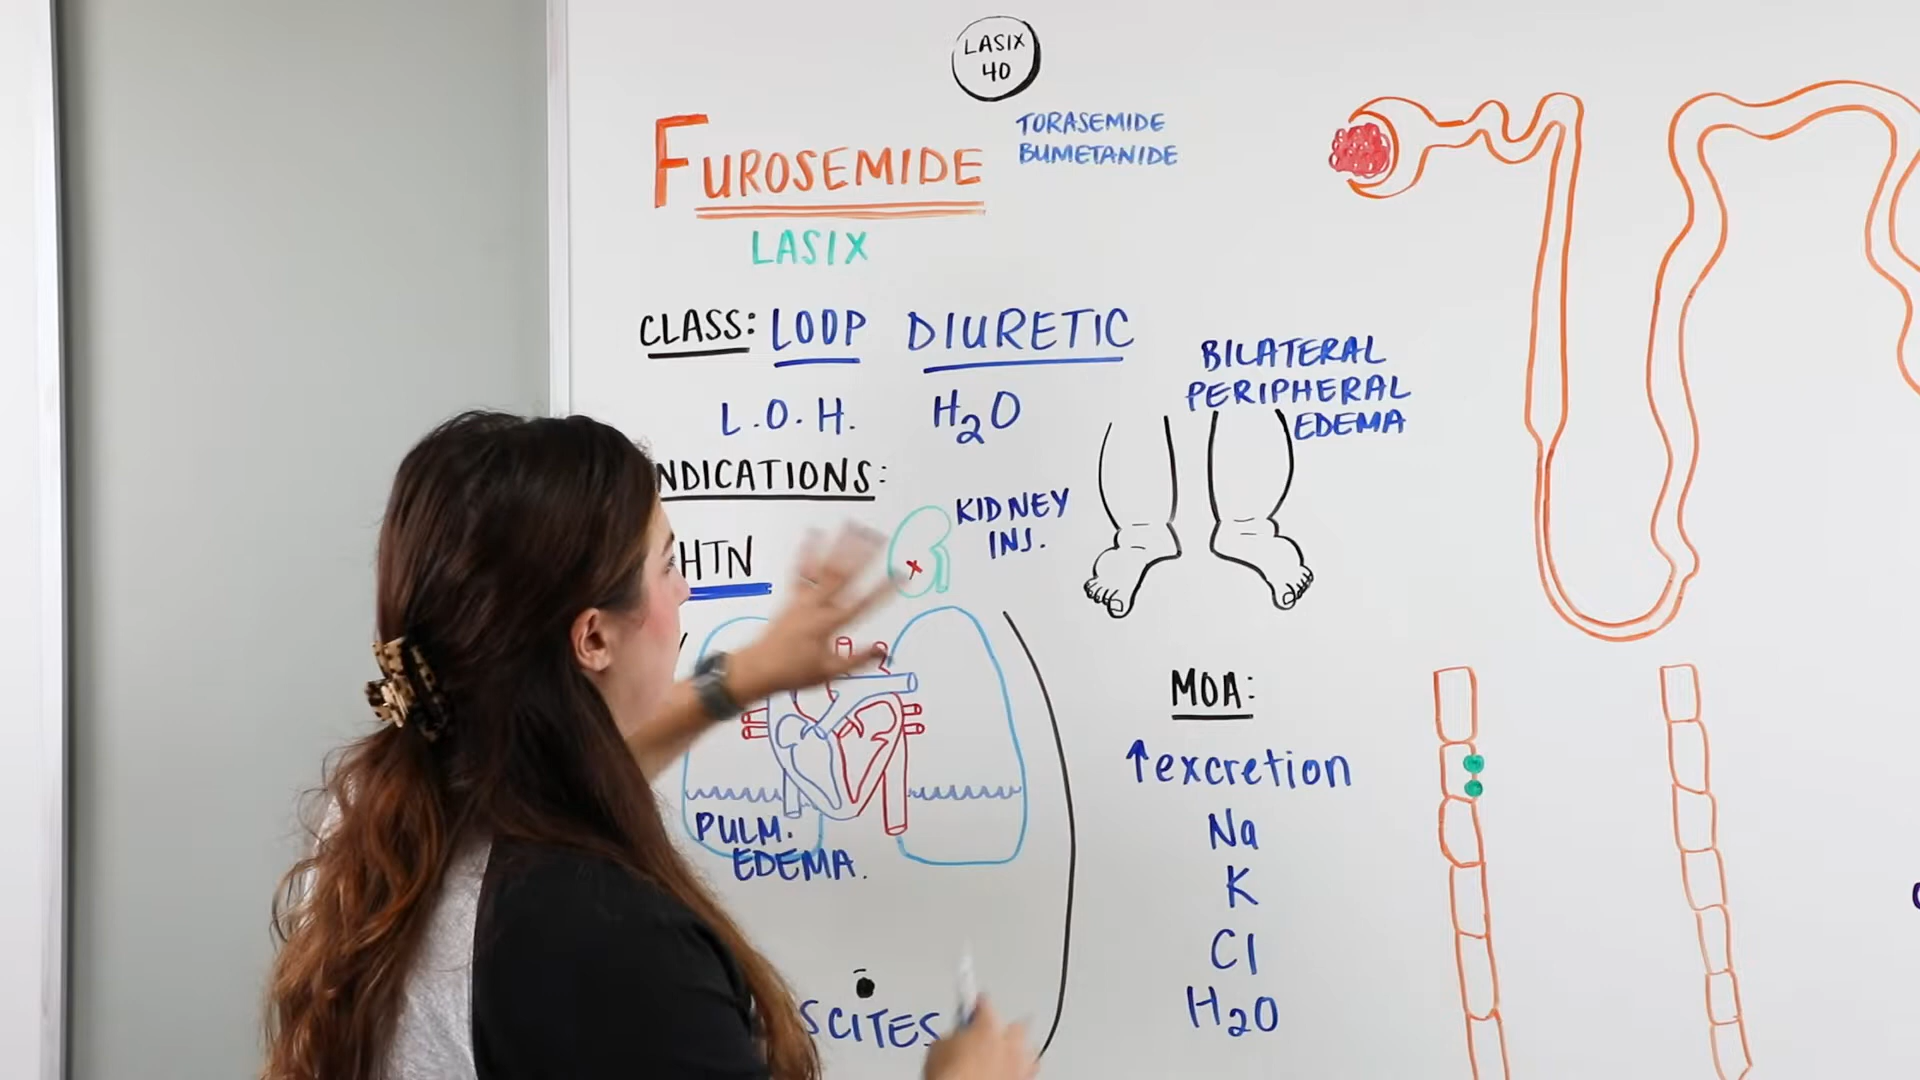 LASIX
40
FUROSEMIDE
TORASEMIDE
BUMETANIDE
LASIX
CLASS: LOOP DIURETIC
L.O.H. H2O
NDICATIONS:
HTN
KIDNEY
INJ.
BILATERAL
PERIPHERAL
EDEMA
PULM.
EDEMA.
SCITES
MOA:
↑excretion
Na
K
Cl
H2O